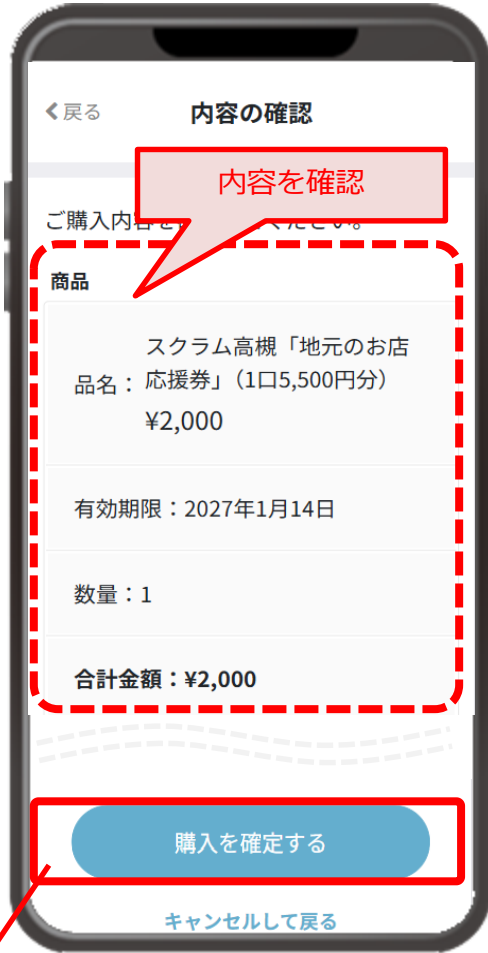 戻る
内容の確認
内容を確認
ご購入内容を
ください。
商品
品名：
スクラム高槻「地元のお店
応援券」（1口5,500円分）
¥2,000
有効期限：2027年1月14日
数量：1
合計金額：¥2,000
購入を確定する
キャンセルして戻る